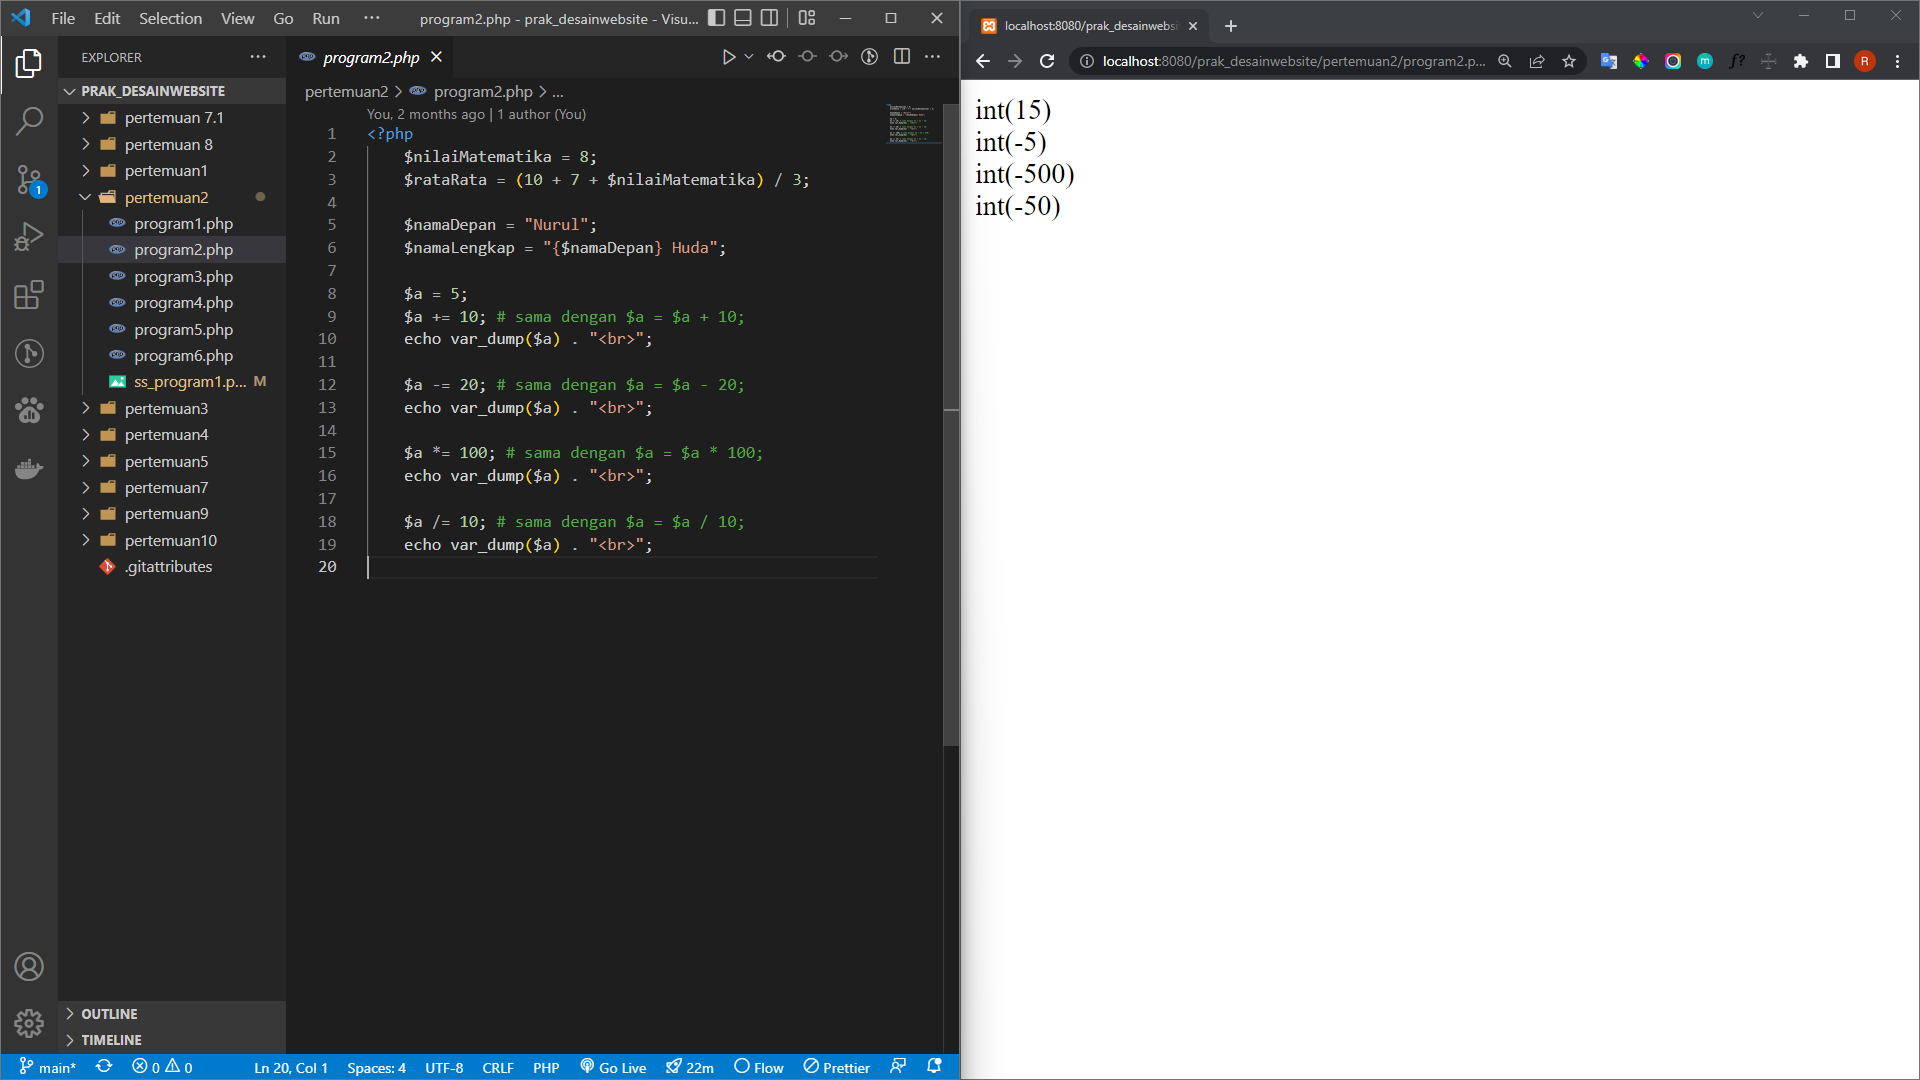 File Edit Selection View Go Run ··· program2.php - prak_desainwebsite - Visu...
EXPLORER
PRAK_DESAINWEBSITE
pertemuan 7.1
pertemuan 8
pertemuan1
pertemuan2
program1.php
program2.php
program3.php
program4.php
program5.php
program6.php
ss_program1.p... M
pertemuan3
pertemuan4
pertemuan5
pertemuan7
pertemuan9
pertemuan10
.gitattributes
OUTLINE
TIMELINE
1
program2.php
pertemuan2 > program2.php > ...
You, 2 months ago | 1 author (You)
1 <?php
2 $nilaiMatematika = 8;
3 $rataRata = (10 + 7 + $nilaiMatematika) / 3;
4
5 $namaDepan = "Nurul";
6 $namaLengkap = "{$namaDepan} Huda";
7
8 $a = 5;
9 $a += 10; # sama dengan $a = $a + 10;
10 echo var_dump($a) . "<br>";
11
12 $a -= 20; # sama dengan $a = $a - 20;
13 echo var_dump($a) . "<br>";
14
15 $a *= 100; # sama dengan $a = $a * 100;
16 echo var_dump($a) . "<br>";
17
18 $a /= 10; # sama dengan $a = $a / 10;
19 echo var_dump($a) . "<br>";
20
main* 0 0 Ln 20, Col 1 Spaces: 4 UTF-8 CRLF PHP Go Live 22m Flow Prettier
localhost:8080/prak_desainwebsi
localhost:8080/prak_desainwebsite/pertemuan2/program2.p...
m f? R
int(15)
int(-5)
int(-500)
int(-50)